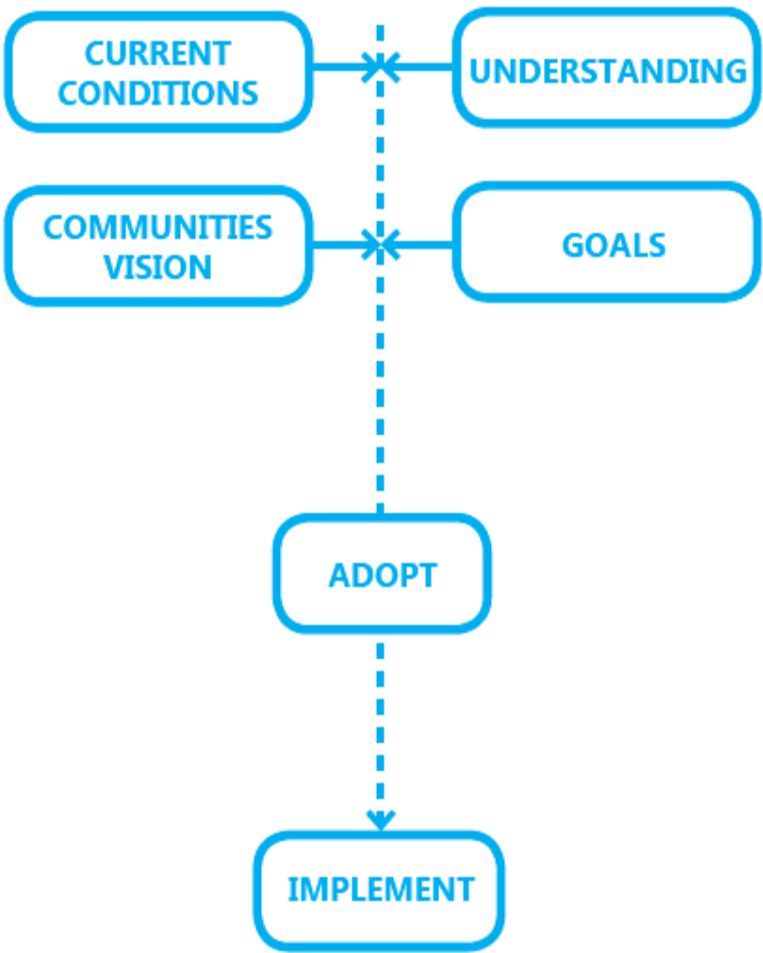 CURRENT
CONDITIONS
UNDERSTANDING
COMMUNITIES
VISION
GOALS
ADOPT
IMPLEMENT